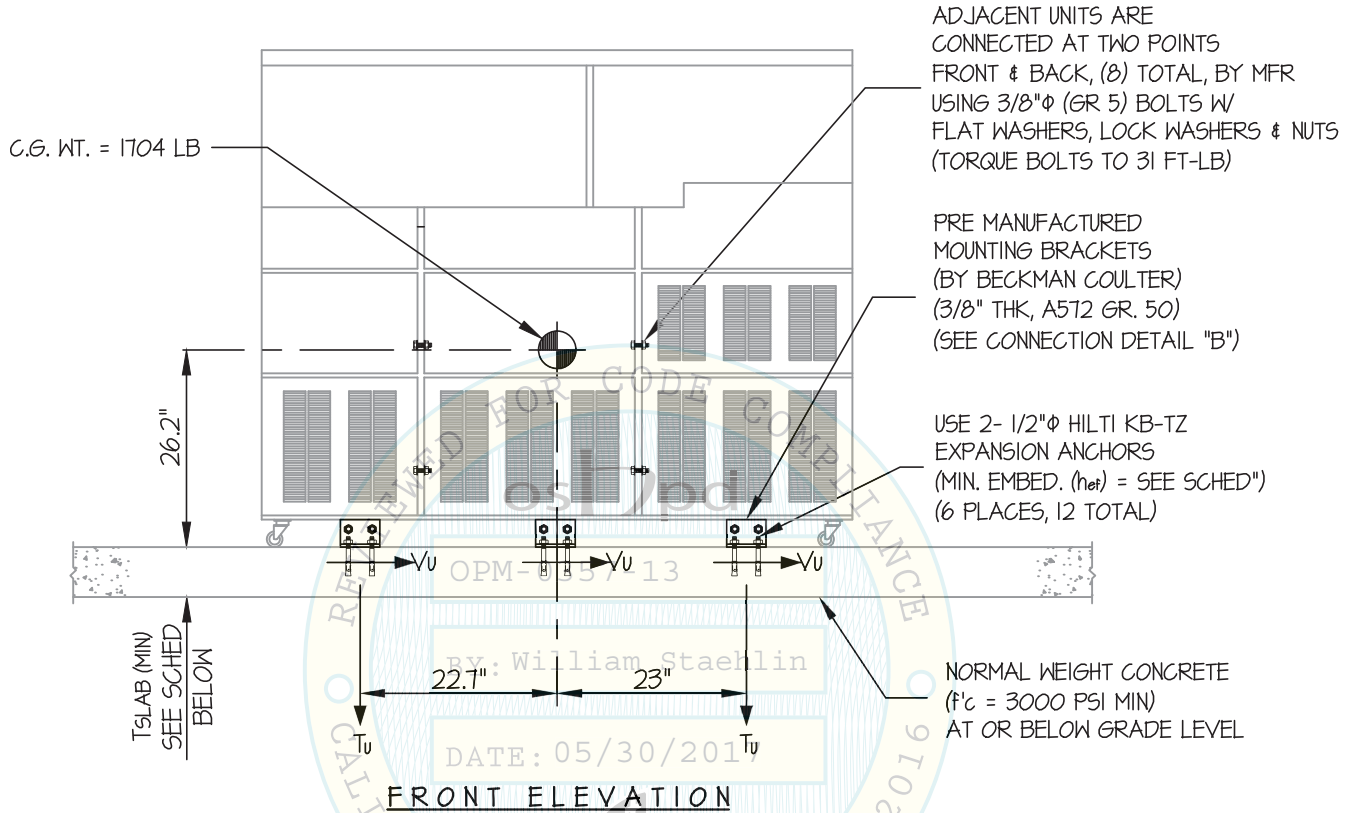 ADJACENT UNITS ARE
CONNECTED AT TWO POINTS
FRONT & BACK, (8) TOTAL, BY MFR
USING 3/8"Φ (GR 5) BOLTS W/
FLAT WASHERS, LOCK WASHERS & NUTS
(TORQUE BOLTS TO 31 FT-LB)
C.G. WT. = 1704 LB
PRE MANUFACTURED
MOUNTING BRACKETS
(BY BECKMAN COULTER)
(3/8" THK, A572 GR. 50)
(SEE CONNECTION DETAIL "B")
26.2"
USE 2- 1/2"Φ HILTI KB-TZ
EXPANSION ANCHORS
(MIN. EMBED. (hef) = SEE SCHED")
(6 PLACES, 12 TOTAL)
REVIEWED FOR CODE COMPLIANCE
oshpd
VU
VU
VU
OPM-0357-13
BY: William Staehlin
TSLAB (MIN)
SEE SCHED
BELOW
22.7"
23"
NORMAL WEIGHT CONCRETE
(f'c = 3000 PSI MIN)
AT OR BELOW GRADE LEVEL
TU
TU
DATE: 05/30/2017
CALI
2016
FRONT ELEVATION